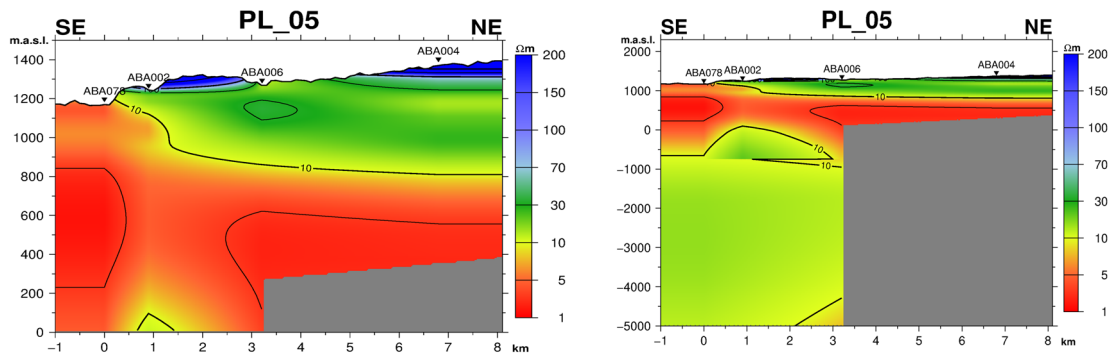 PL_05
SE
NE
m.a.s.l.
ABA004
ABA006
ABA002
ABA078
Ωm
1400
1200
1000
800
600
400
200
0
10
10
200
150
100
70
30
10
5
1
−1 0 1 2 3 4 5 6 7 8 km
PL_05
SE
NE
m.a.s.l.
ABA078
ABA002
ABA006
ABA004
Ωm
2000
1000
0
−1000
−2000
−3000
−4000
−5000
10
10
10
200
150
100
70
30
10
5
1
−1 0 1 2 3 4 5 6 7 8 km